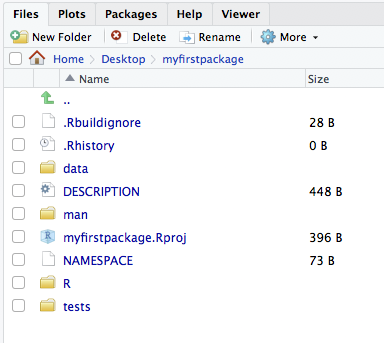 Files Plots Packages Help Viewer
New Folder Delete Rename More
Home Desktop myfirstpackage
Name Size
..
.Rbuildignore 28 B
.Rhistory 0 B
data
DESCRIPTION 448 B
man
myfirstpackage.Rproj 396 B
NAMESPACE 73 B
R
tests